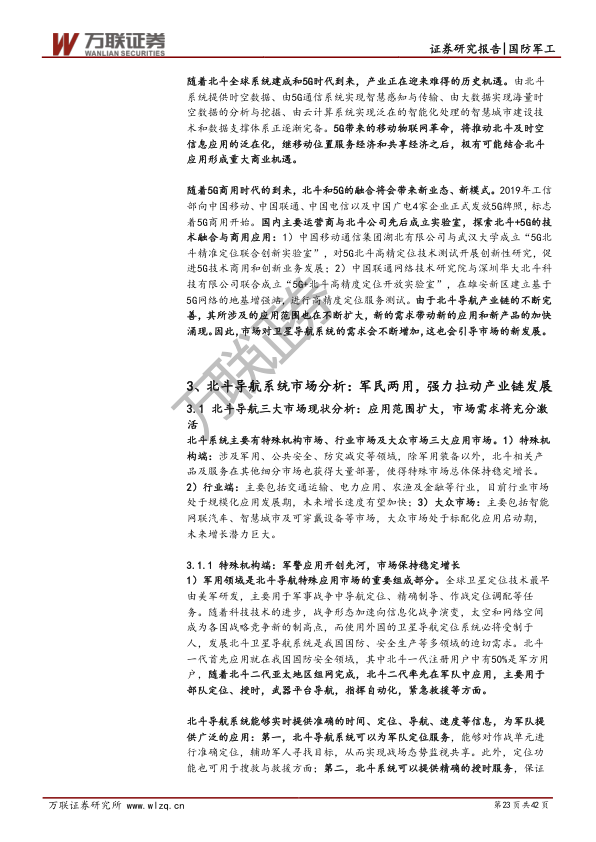 万联证券
WANLIAN SECURITIES
证券研究报告|国防军工
随着北斗全球系统建成和5G时代到来，产业正在迎来难得的历史机遇。由北斗
系统提供时空数据、由5G通信系统实现智慧感知与传输、由大数据实现海量时
空数据的分析与挖掘、由云计算系统实现泛在的智能化处理的智慧城市建设技
术和数据支撑体系正逐渐完备。5G带来的移动物联网革命，将推动北斗及时空
信息应用的泛在化，继移动位置服务经济和共享经济之后，极有可能结合北斗
应用形成重大商业机遇。
随着5G商用时代的到来，北斗和5G的融合将会带来新业态、新模式。2019年工信
部向中国移动、中国联通、中国电信以及中国广电4家企业正式发放5G牌照，标志
着5G商用开始。国内主要运营商与北斗公司先后成立实验室，探索北斗+5G的技
术融合与商用应用：1）中国移动通信集团湖北有限公司与武汉大学成立“5G北
斗精准定位联合创新实验室”，对5G北斗高精定位技术测试开展创新性研究，促
进5G技术商用和创新业务发展；2）中国联通网络技术研究院与深圳华大北斗科
技有限公司联合成立“5G+北斗高精度定位开放实验室”，在雄安新区建立基于
5G网络的地基增强站，进行高精度定位服务测试。由于北斗导航产业链的不断完
善，其所涉及的应用范围也在不断扩大，新的需求带动新的应用和新产品的加快
涌现。因此，市场对卫星导航系统的需求会不断增加，这也会引导市场的新发展。
3、北斗导航系统市场分析：军民两用，强力拉动产业链发展
3.1 北斗导航三大市场现状分析：应用范围扩大，市场需求将充分激
活
北斗系统主要有特殊机构市场、行业市场及大众市场三大应用市场。1）特殊机
构端：涉及军用、公共安全、防灾减灾等领域，除军用装备以外，北斗相关产
品及服务在其他细分市场也获得大量部署，使得特殊市场总体保持稳定增长。
2）行业端：主要包括交通运输、电力应用、农渔及金融等行业，目前行业市场
处于规模化应用发展期，未来增长速度有望加快；3）大众市场：主要包括智能
网联汽车、智慧城市及可穿戴设备等市场，大众市场处于标配化应用启动期，
未来增长潜力巨大。
3.1.1 特殊机构端：军警应用开创先河，市场保持稳定增长
1）军用领域是北斗导航特殊应用市场的重要组成部分。全球卫星定位技术最早
由美军研发，主要用于军事战争中导航定位、精确制导、作战定位调配等任
务。随着科技技术的进步，战争形态加速向信息化战争演变，太空和网络空间
成为各国战略竞争新的制高点，而使用外国的卫星导航定位系统必将受制于
人，发展北斗卫星导航系统是我国国防、安全生产等多领域的迫切需求。北斗
一代首先应用就在我国国防安全领域，其中北斗一代注册用户中有50%是军方用
户，随着北斗二代亚太地区组网完成，北斗二代率先在军队中应用，主要用于
部队定位、授时，武器平台导航，指挥自动化，紧急救援等方面。
北斗导航系统能够实时提供准确的时间、定位、导航、速度等信息，为军队提
供广泛的应用：第一，北斗导航系统可以为军队定位服务，能够对作战单元进
行准确定位，辅助军人寻找目标，从而实现战场态势监视共享。此外，定位功
能也可用于搜救与救援方面；第二，北斗系统可以提供精确的授时服务，保证
万联证券
万联证券研究所 www.wlzq.cn
第23页共42页